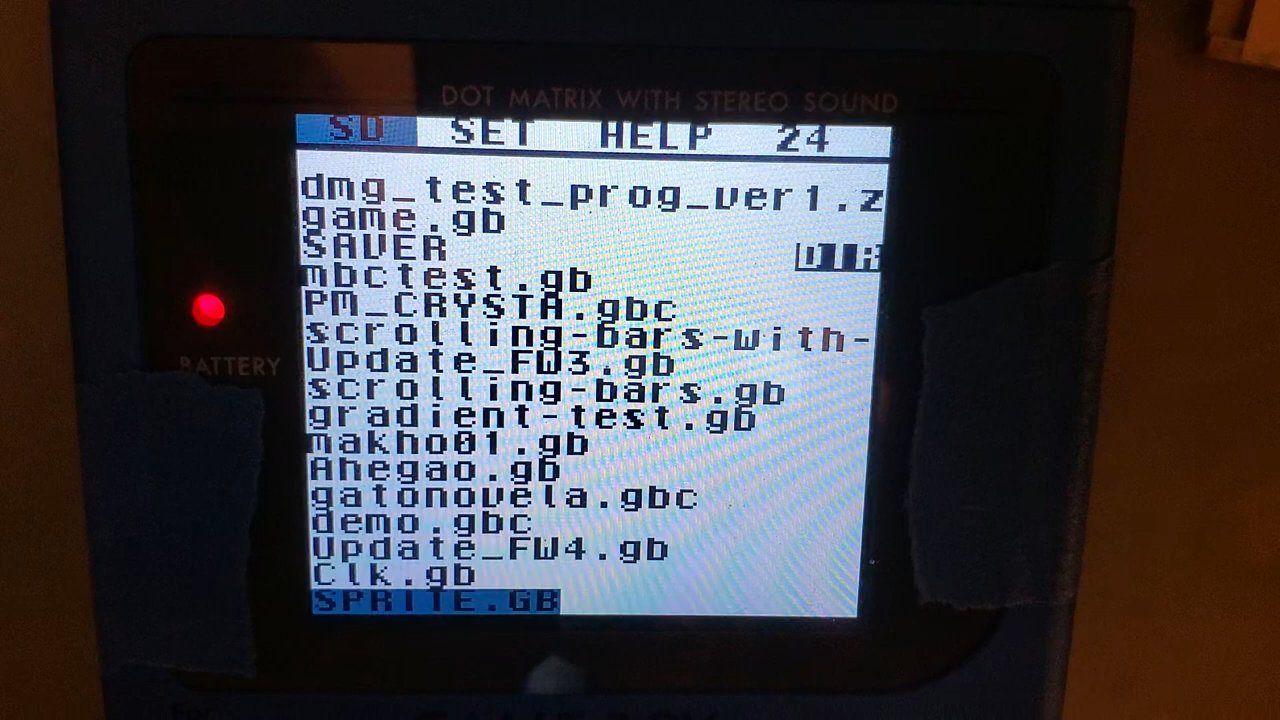 DOT MATRIX WITH STEREO SOUND
SD SET HELP 24
dmg_test_prog_ver1.z
game.gb
SAVER
mbctest.gb
PM_CRYSTA.gbc
scrolling-bars-with-
Update_FW3.gb
scrolling-bars.gb
gradient-test.gb
makho01.gb
Ahegao.gb
gatonovela.gbc
demo.gbc
Update_FW4.gb
Clk.gb
SPRITE.GB
BATTERY